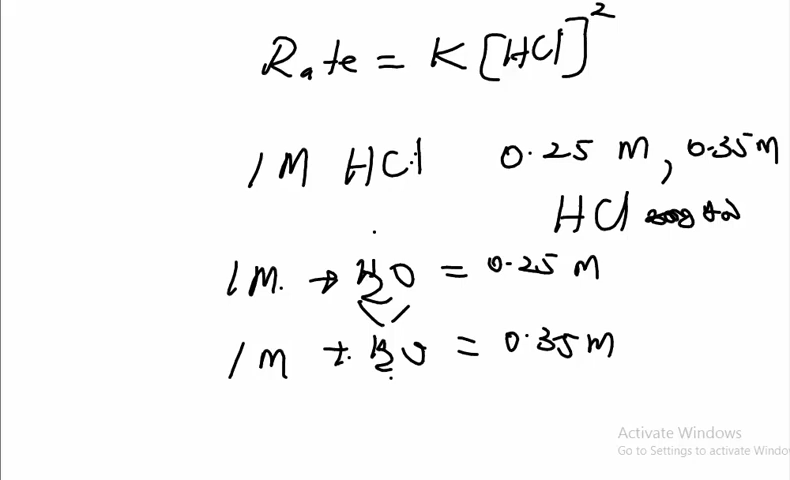 Rate = K[HCl]²
1M HCl 0.25 M, 0.35M
HCl
1M. → H2O = 0.25 M
1M + H2O = 0.35M
Activate Windows
Go to Settings to activate Windo